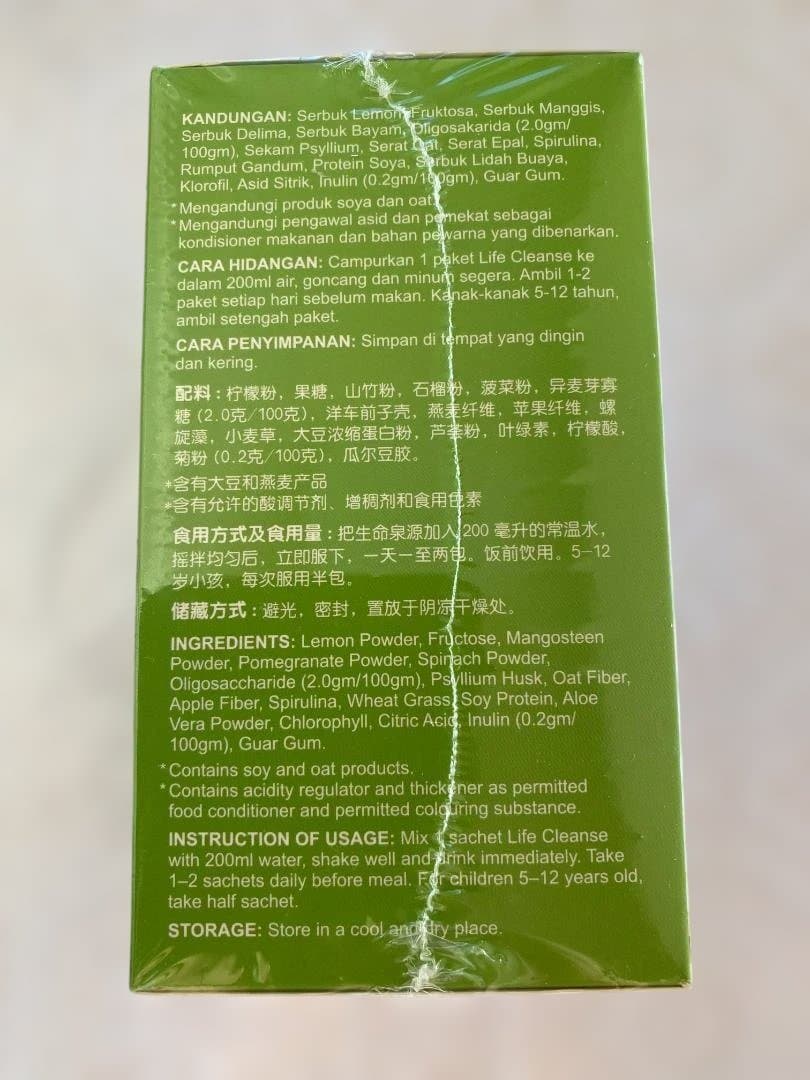 KANDUNGAN: Serbuk Lemon, Fruktosa, Serbuk Manggis,
Serbuk Delima, Serbuk Bayam, Oligosakarida (2.0gm/
100gm), Sekam Psyllium, Serat Oat, Serat Epal, Spirulina,
Rumput Gandum, Protein Soya, Serbuk Lidah Buaya,
Klorofil, Asid Sitrik, Inulin (0.2gm/100gm), Guar Gum.
*Mengandungi produk soya dan oat.
*Mengandungi pengawal asid dan pemekat sebagai
kondisioner makanan dan bahan pewarna yang dibenarkan.
CARA HIDANGAN: Campurkan 1 paket Life Cleanse ke
dalam 200ml air, goncang dan minum segera. Ambil 1-2
paket setiap hari sebelum makan. Kanak-kanak 5-12 tahun,
ambil setengah paket.
CARA PENYIMPANAN: Simpan di tempat yang dingin
dan kering.
配料：柠檬粉，果糖，山竹粉，石榴粉，菠菜粉，异麦芽寡
糖（2.0克/100克），洋车前子壳，燕麦纤维，苹果纤维，螺
旋藻，小麦草，大豆浓缩蛋白粉，芦荟粉，叶绿素，柠檬酸，
菊粉（0.2克/100克），瓜尔豆胶。
*含有大豆和燕麦产品
*含有允许的酸调节剂、增稠剂和食用色素
食用方式及食用量：把生命泉源加入 200 毫升的常温水，
摇拌均匀后，立即服下，一天一至两包。饭前饮用。5–12
岁小孩，每次服用半包。
储藏方式：避光，密封，置放于阴凉干燥处。
INGREDIENTS: Lemon Powder, Fructose, Mangosteen
Powder, Pomegranate Powder, Spinach Powder,
Oligosaccharide (2.0gm/100gm), Psyllium Husk, Oat Fiber,
Apple Fiber, Spirulina, Wheat Grass, Soy Protein, Aloe
Vera Powder, Chlorophyll, Citric Acid, Inulin (0.2gm/
100gm), Guar Gum.
*Contains soy and oat products.
*Contains acidity regulator and thickener as permitted
food conditioner and permitted colouring substance.
INSTRUCTION OF USAGE: Mix 1 sachet Life Cleanse
with 200ml water, shake well and drink immediately. Take
1–2 sachets daily before meal. For children 5–12 years old,
take half sachet.
STORAGE: Store in a cool and dry place.